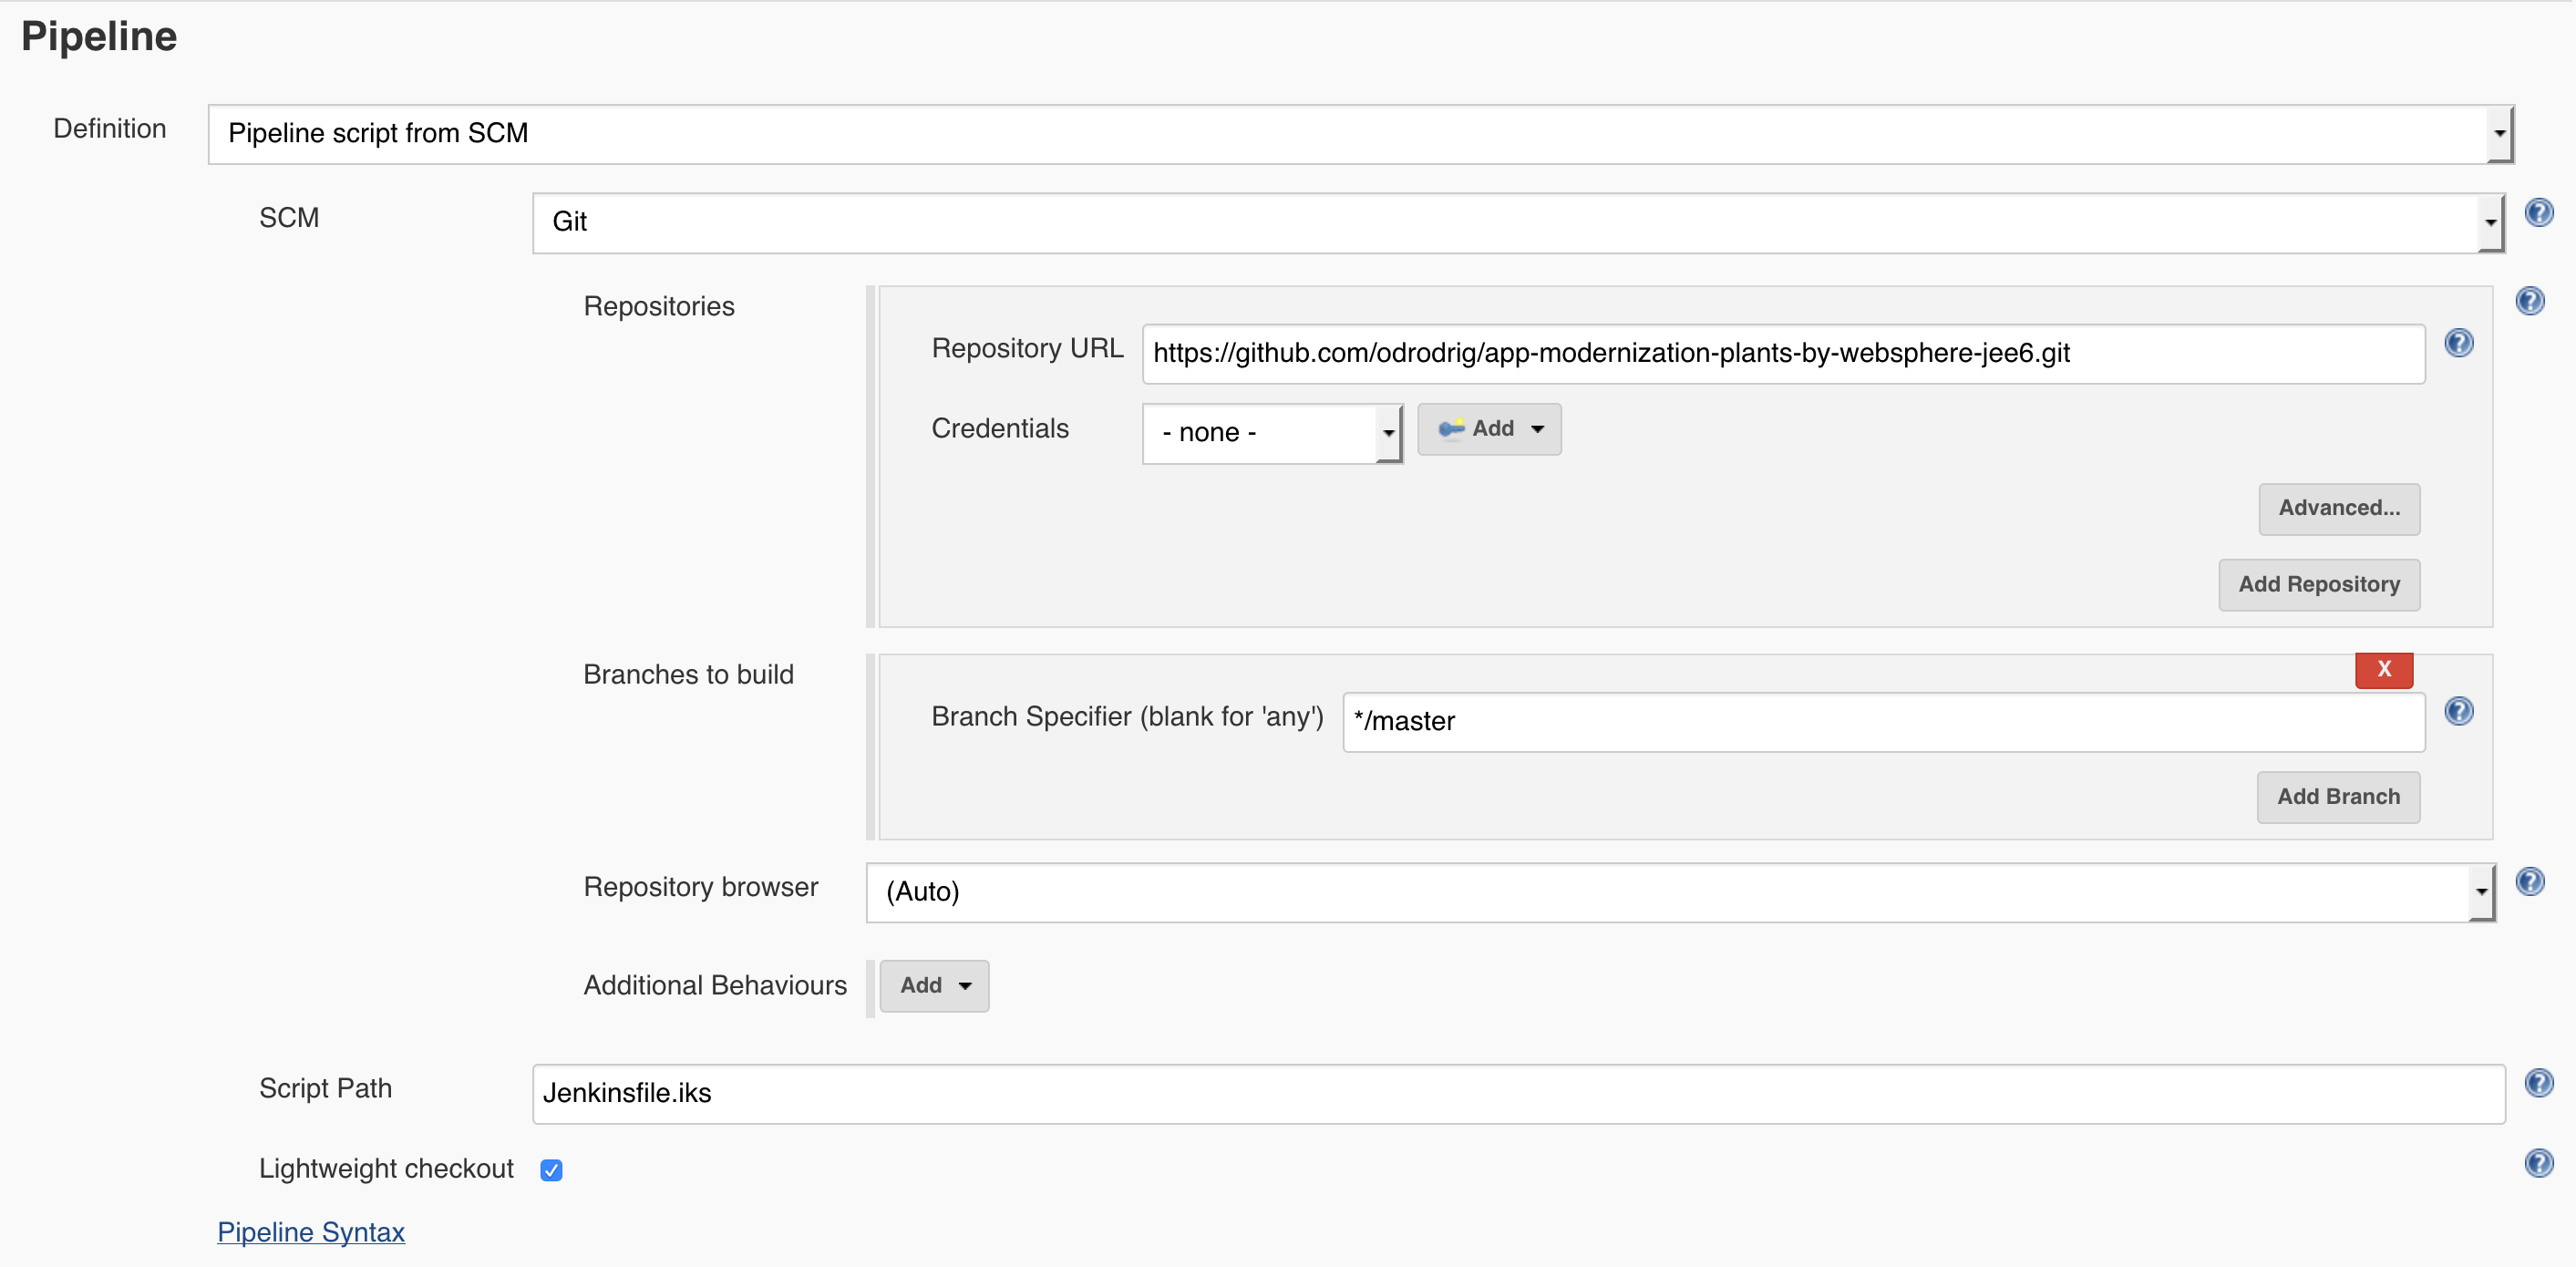 Pipeline
Definition
Pipeline script from SCM
SCM
Git
Repositories
Repository URL
https://github.com/odrodrig/app-modernization-plants-by-websphere-jee6.git
Credentials
- none -
Add
Advanced...
Add Repository
Branches to build
X
Branch Specifier (blank for 'any')
*/master
Add Branch
Repository browser
(Auto)
Additional Behaviours
Add
Script Path
Jenkinsfile.iks
Lightweight checkout
Pipeline Syntax